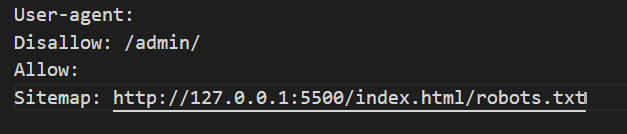 User-agent:
Disallow: /admin/
Allow:
Sitemap: http://127.0.0.1:5500/index.html/robots.txt